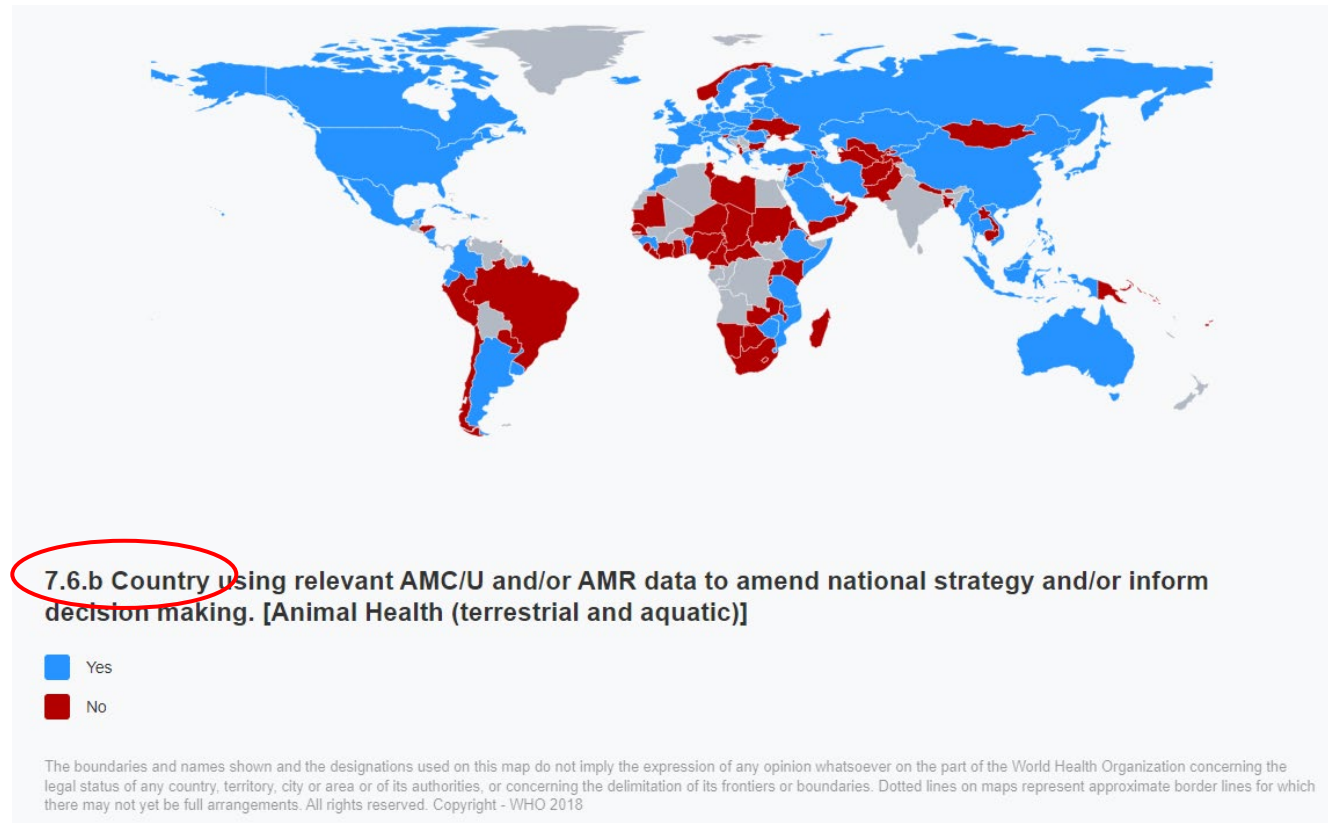 7.6.b Country using relevant AMC/U and/or AMR data to amend national strategy and/or inform
decision making. [Animal Health (terrestrial and aquatic)]
Yes
No
The boundaries and names shown and the designations used on this map do not imply the expression of any opinion whatsoever on the part of the World Health Organization concerning the
legal status of any country, territory, city or area or of its authorities, or concerning the delimitation of its frontiers or boundaries. Dotted lines on maps represent approximate border lines for which
there may not yet be full arrangements. All rights reserved. Copyright - WHO 2018